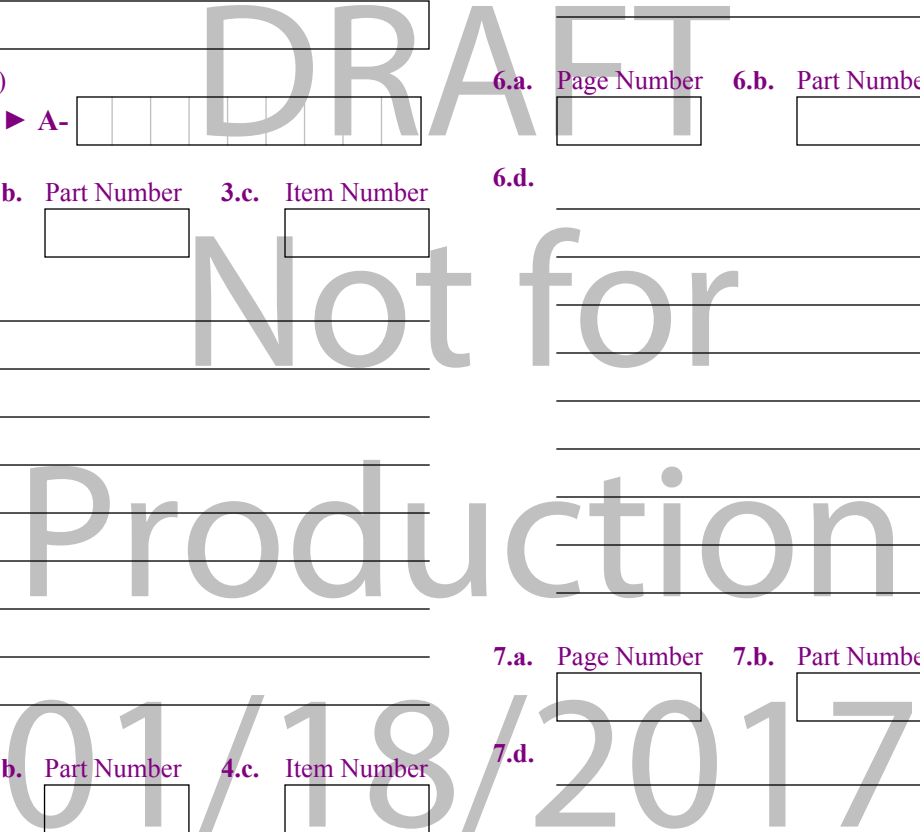 )
► A-
b. Part Number 3.c. Item Number
b. Part Number 4.c. Item Number
6.a. Page Number 6.b. Part Numbe
6.d.
7.a. Page Number 7.b. Part Numbe
7.d.
DRAFT
Not for
Production
01/18/2017